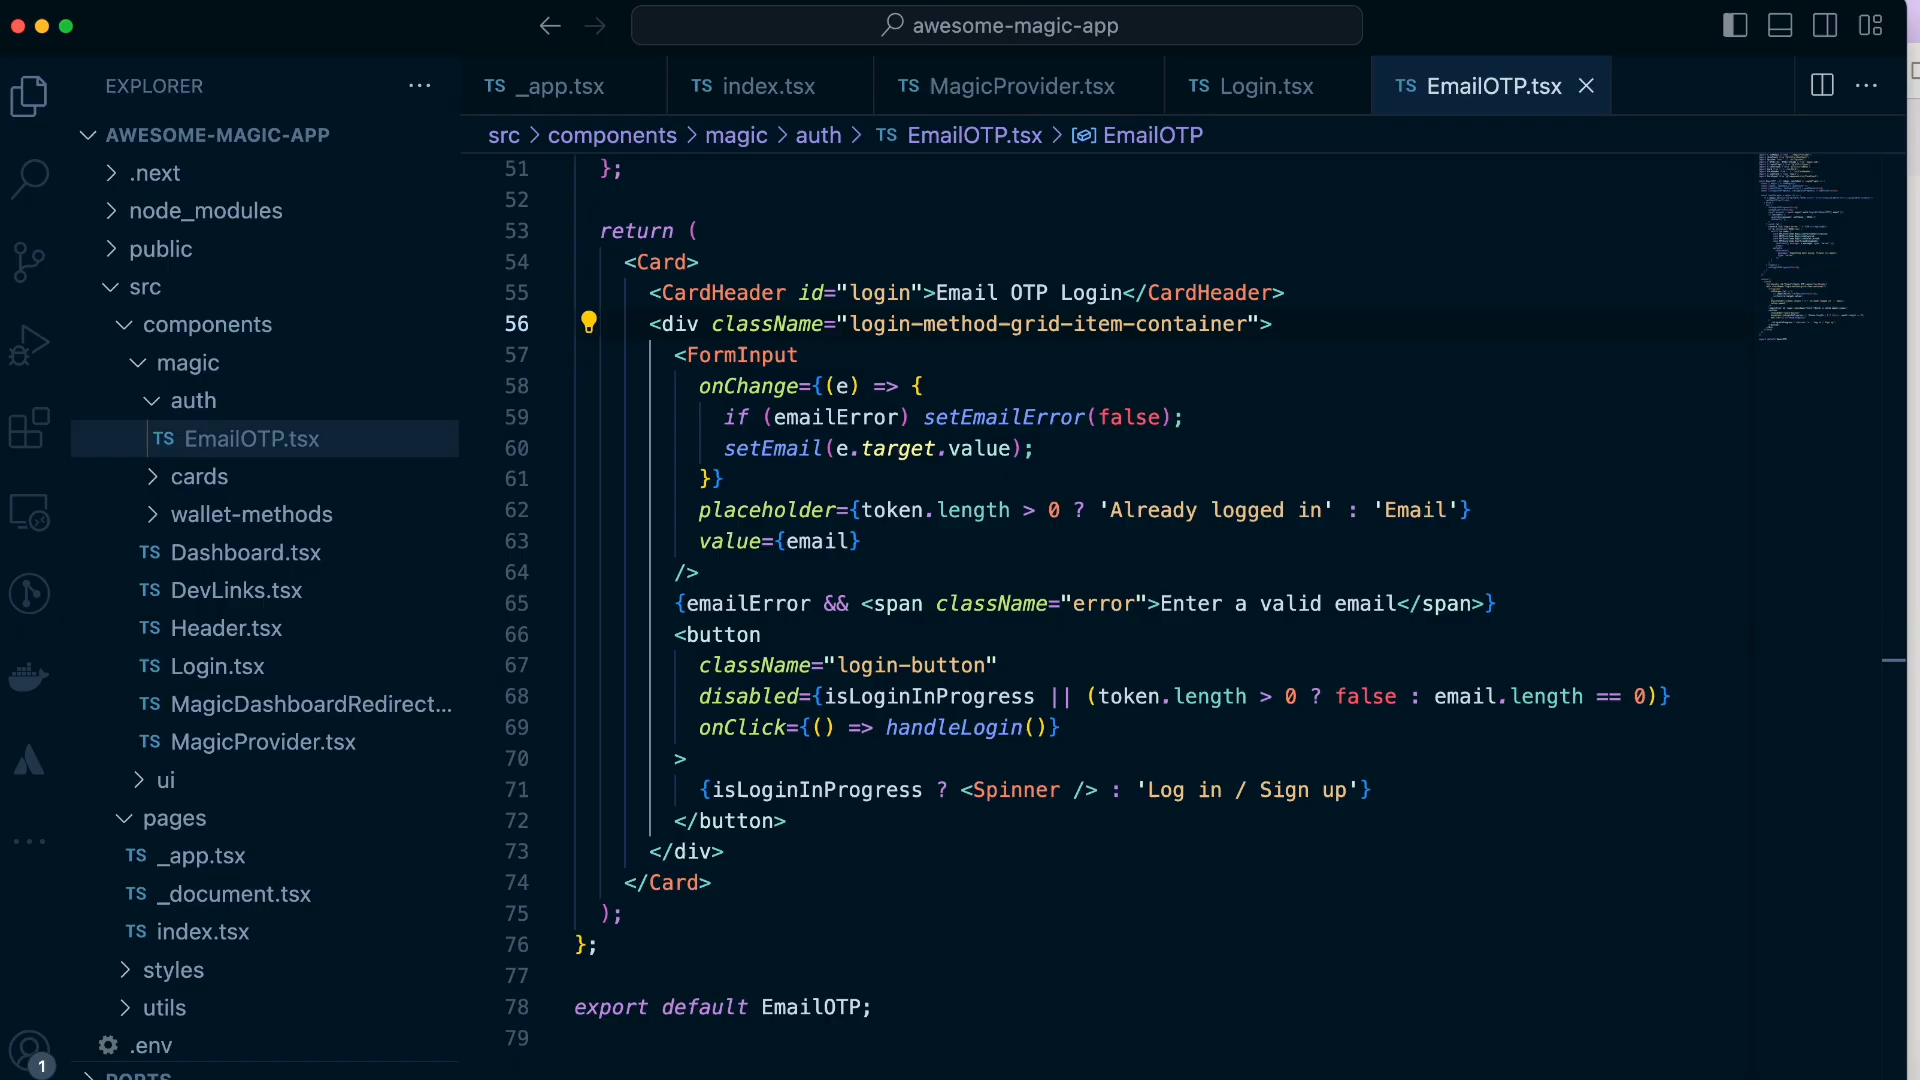 awesome-magic-app
EXPLORER
AWESOME-MAGIC-APP
.next
node_modules
public
src
components
magic
auth
TS EmailOTP.tsx
cards
wallet-methods
TS Dashboard.tsx
TS DevLinks.tsx
TS Header.tsx
TS Login.tsx
TS MagicDashboardRedirect...
TS MagicProvider.tsx
ui
pages
TS _app.tsx
TS _document.tsx
TS index.tsx
styles
utils
.env
PORTS
1
TS _app.tsx
TS index.tsx
TS MagicProvider.tsx
TS Login.tsx
TS EmailOTP.tsx
src > components > magic > auth > TS EmailOTP.tsx > EmailOTP
51 };
52
53 return (
54 <Card>
55 <CardHeader id="login">Email OTP Login</CardHeader>
56 <div className="login-method-grid-item-container">
57 <FormInput
58 onChange={(e) => {
59 if (emailError) setEmailError(false);
60 setEmail(e.target.value);
61 }}
62 placeholder={token.length > 0 ? 'Already logged in' : 'Email'}
63 value={email}
64 />
65 {emailError && <span className="error">Enter a valid email</span>}
66 <button
67 className="login-button"
68 disabled={isLoginInProgress || (token.length > 0 ? false : email.length == 0)}
69 onClick={() => handleLogin()}
70 >
71 {isLoginInProgress ? <Spinner /> : 'Log in / Sign up'}
72 </button>
73 </div>
74 </Card>
75 );
76 };
77
78 export default EmailOTP;
79